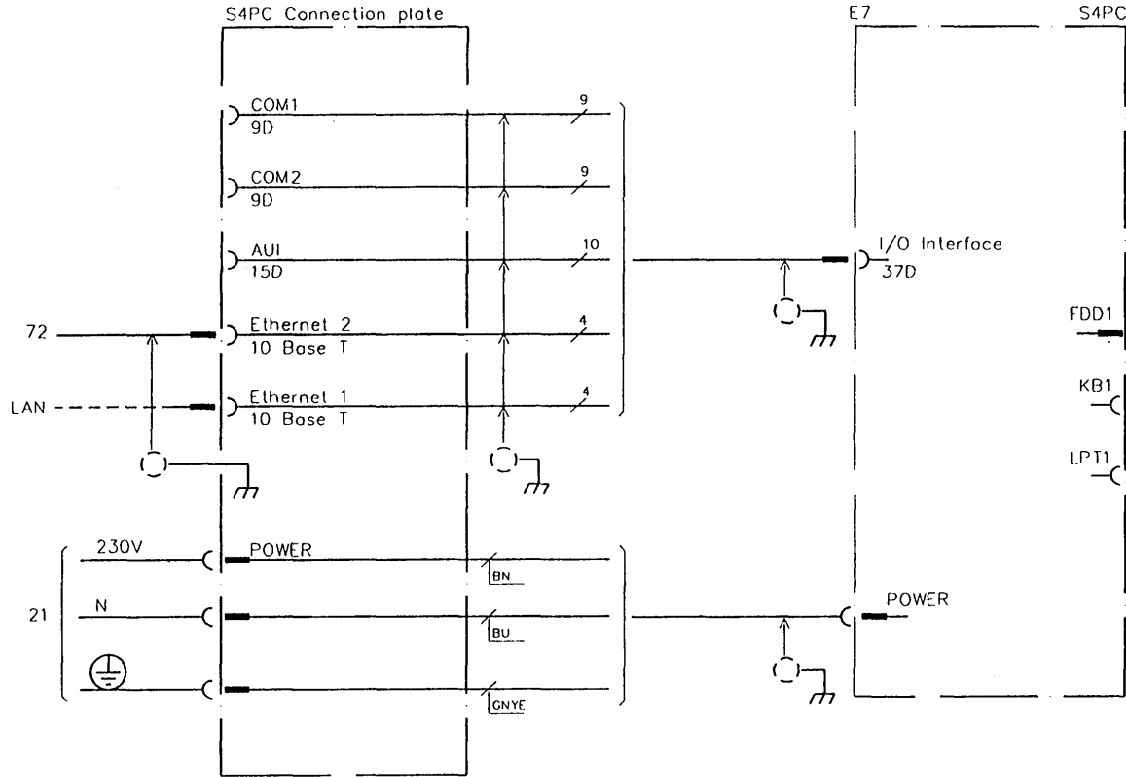 S4PC Connection plate
E7
S4PC
COM1
9D
9
COM2
9D
9
AUI
15D
10
I/O Interface
37D
72
Ethernet 2
10 Base T
4
FDD1
LAN
Ethernet 1
10 Base T
4
KB1
LPT1
230V
POWER
BN
21
N
BU
POWER
GNYE